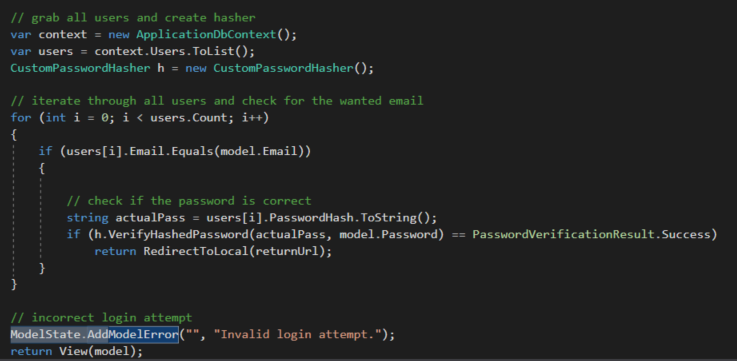 // grab all users and create hasher
var context = new ApplicationDbContext();
var users = context.Users.ToList();
CustomPasswordHasher h = new CustomPasswordHasher();
// iterate through all users and check for the wanted email
for (int i = 0; i < users.Count; i++)
{
if (users[i].Email.Equals(model.Email))
{
// check if the password is correct
string actualPass = users[i].PasswordHash.ToString();
if (h.VerifyHashedPassword(actualPass, model.Password) == PasswordVerificationResult.Success)
return RedirectToLocal(returnUrl);
}
}
// incorrect login attempt
ModelState.AddModelError("", "Invalid login attempt.");
return View(model);